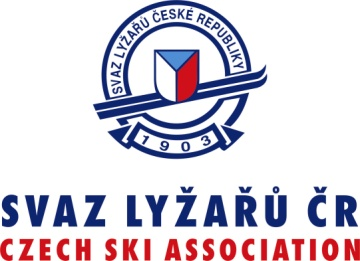 SVAZ LYŽAŘŮ ČESKÉ REPUBLIKY
1903
SVAZ LYŽAŘŮ ČR
CZECH SKI ASSOCIATION